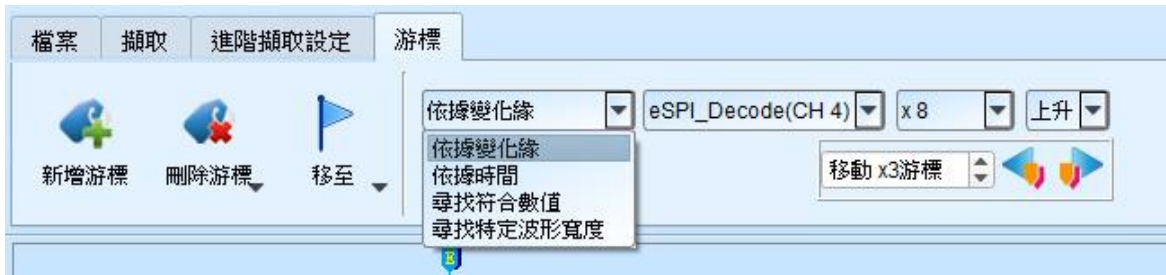 檔案 擷取 進階擷取設定 游標
依據變化緣 eSPI_Decode(CH 4) x 8 上升
新增游標 刪除游標 移至
依據變化緣
依據時間
尋找符合數值
尋找特定波形寬度
移動 x3游標
E